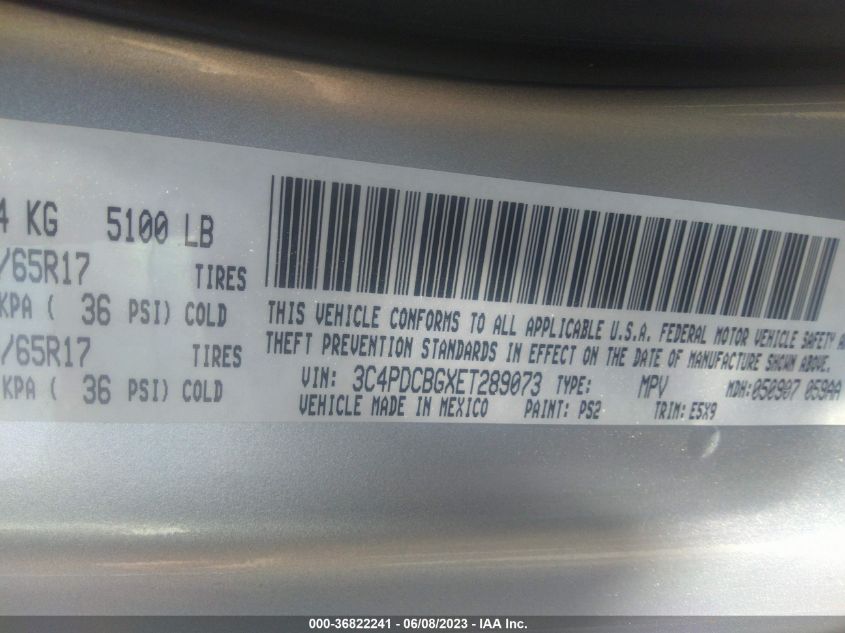 4 KG 5100 LB
/65R17 TIRES
KPA ( 36 PSI) COLD
/65R17 TIRES
KPA ( 36 PSI) COLD
THIS VEHICLE CONFORMS TO ALL APPLICABLE U.S.A. FEDERAL MOTOR VEHICLE SAFETY
THEFT PREVENTION STANDARDS IN EFFECT ON THE DATE OF MANUFACTURE SHOWN ABOVE.
VIN: 3C4PDCBGXET289073 TYPE: MPV MDH:050907 059AA
VEHICLE MADE IN MEXICO PAINT: PS2 TRIM: E5X9
000-36822241 - 06/08/2023 - IAA Inc.